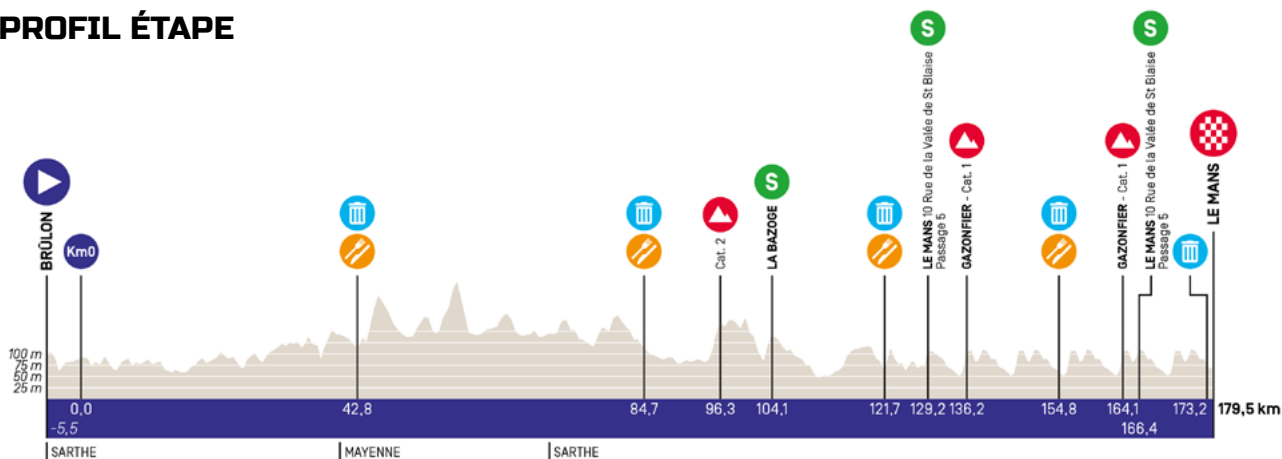 PROFIL ÉTAPE
BRÛLON
Km0
Cat. 2
S
LA BAZOGE
S
LE MANS 10 Rue de la Valée de St Blaise
Passage 5
GAZONFIER - Cat. 1
GAZONFIER - Cat. 1
S
LE MANS 10 Rue de la Valée de St Blaise
Passage 5
LE MANS
100 m
75 m
50 m
25 m
0,0 42,8 84,7 96,3 104,1 121,7 129,2 136,2 154,8 164,1 173,2 179,5 km
-5,5 166,4
SARTHE MAYENNE SARTHE